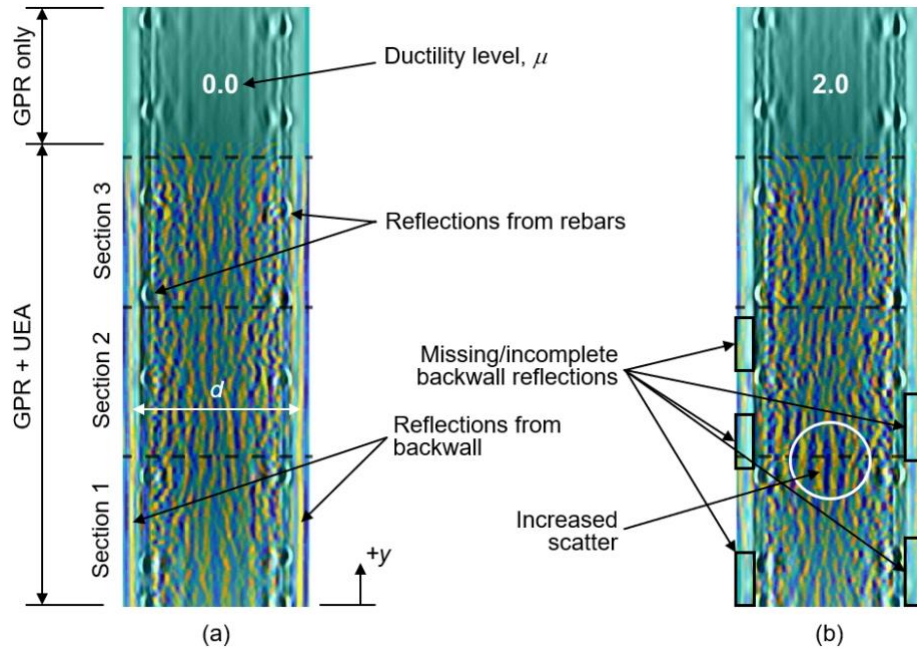 GPR only
0.0
Ductility level, μ
2.0
GPR + UEA
Section 3
Reflections from rebars
Section 2
d
Missing/incomplete
backwall reflections
Reflections from
backwall
Section 1
Increased
scatter
+y
(a)
(b)